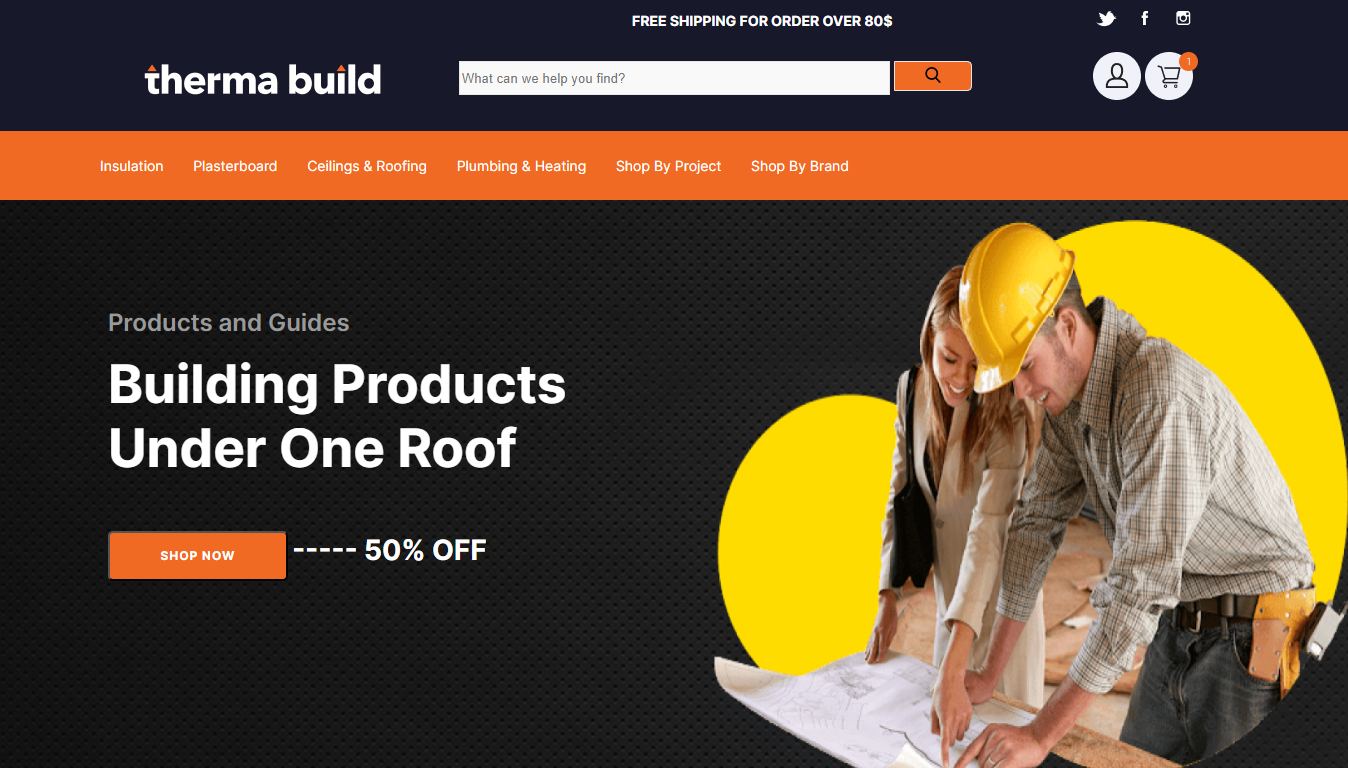 FREE SHIPPING FOR ORDER OVER 80$
therma build
What can we help you find?
1
Insulation
Plasterboard
Ceilings & Roofing
Plumbing & Heating
Shop By Project
Shop By Brand
Products and Guides
Building Products
Under One Roof
SHOP NOW
----- 50% OFF